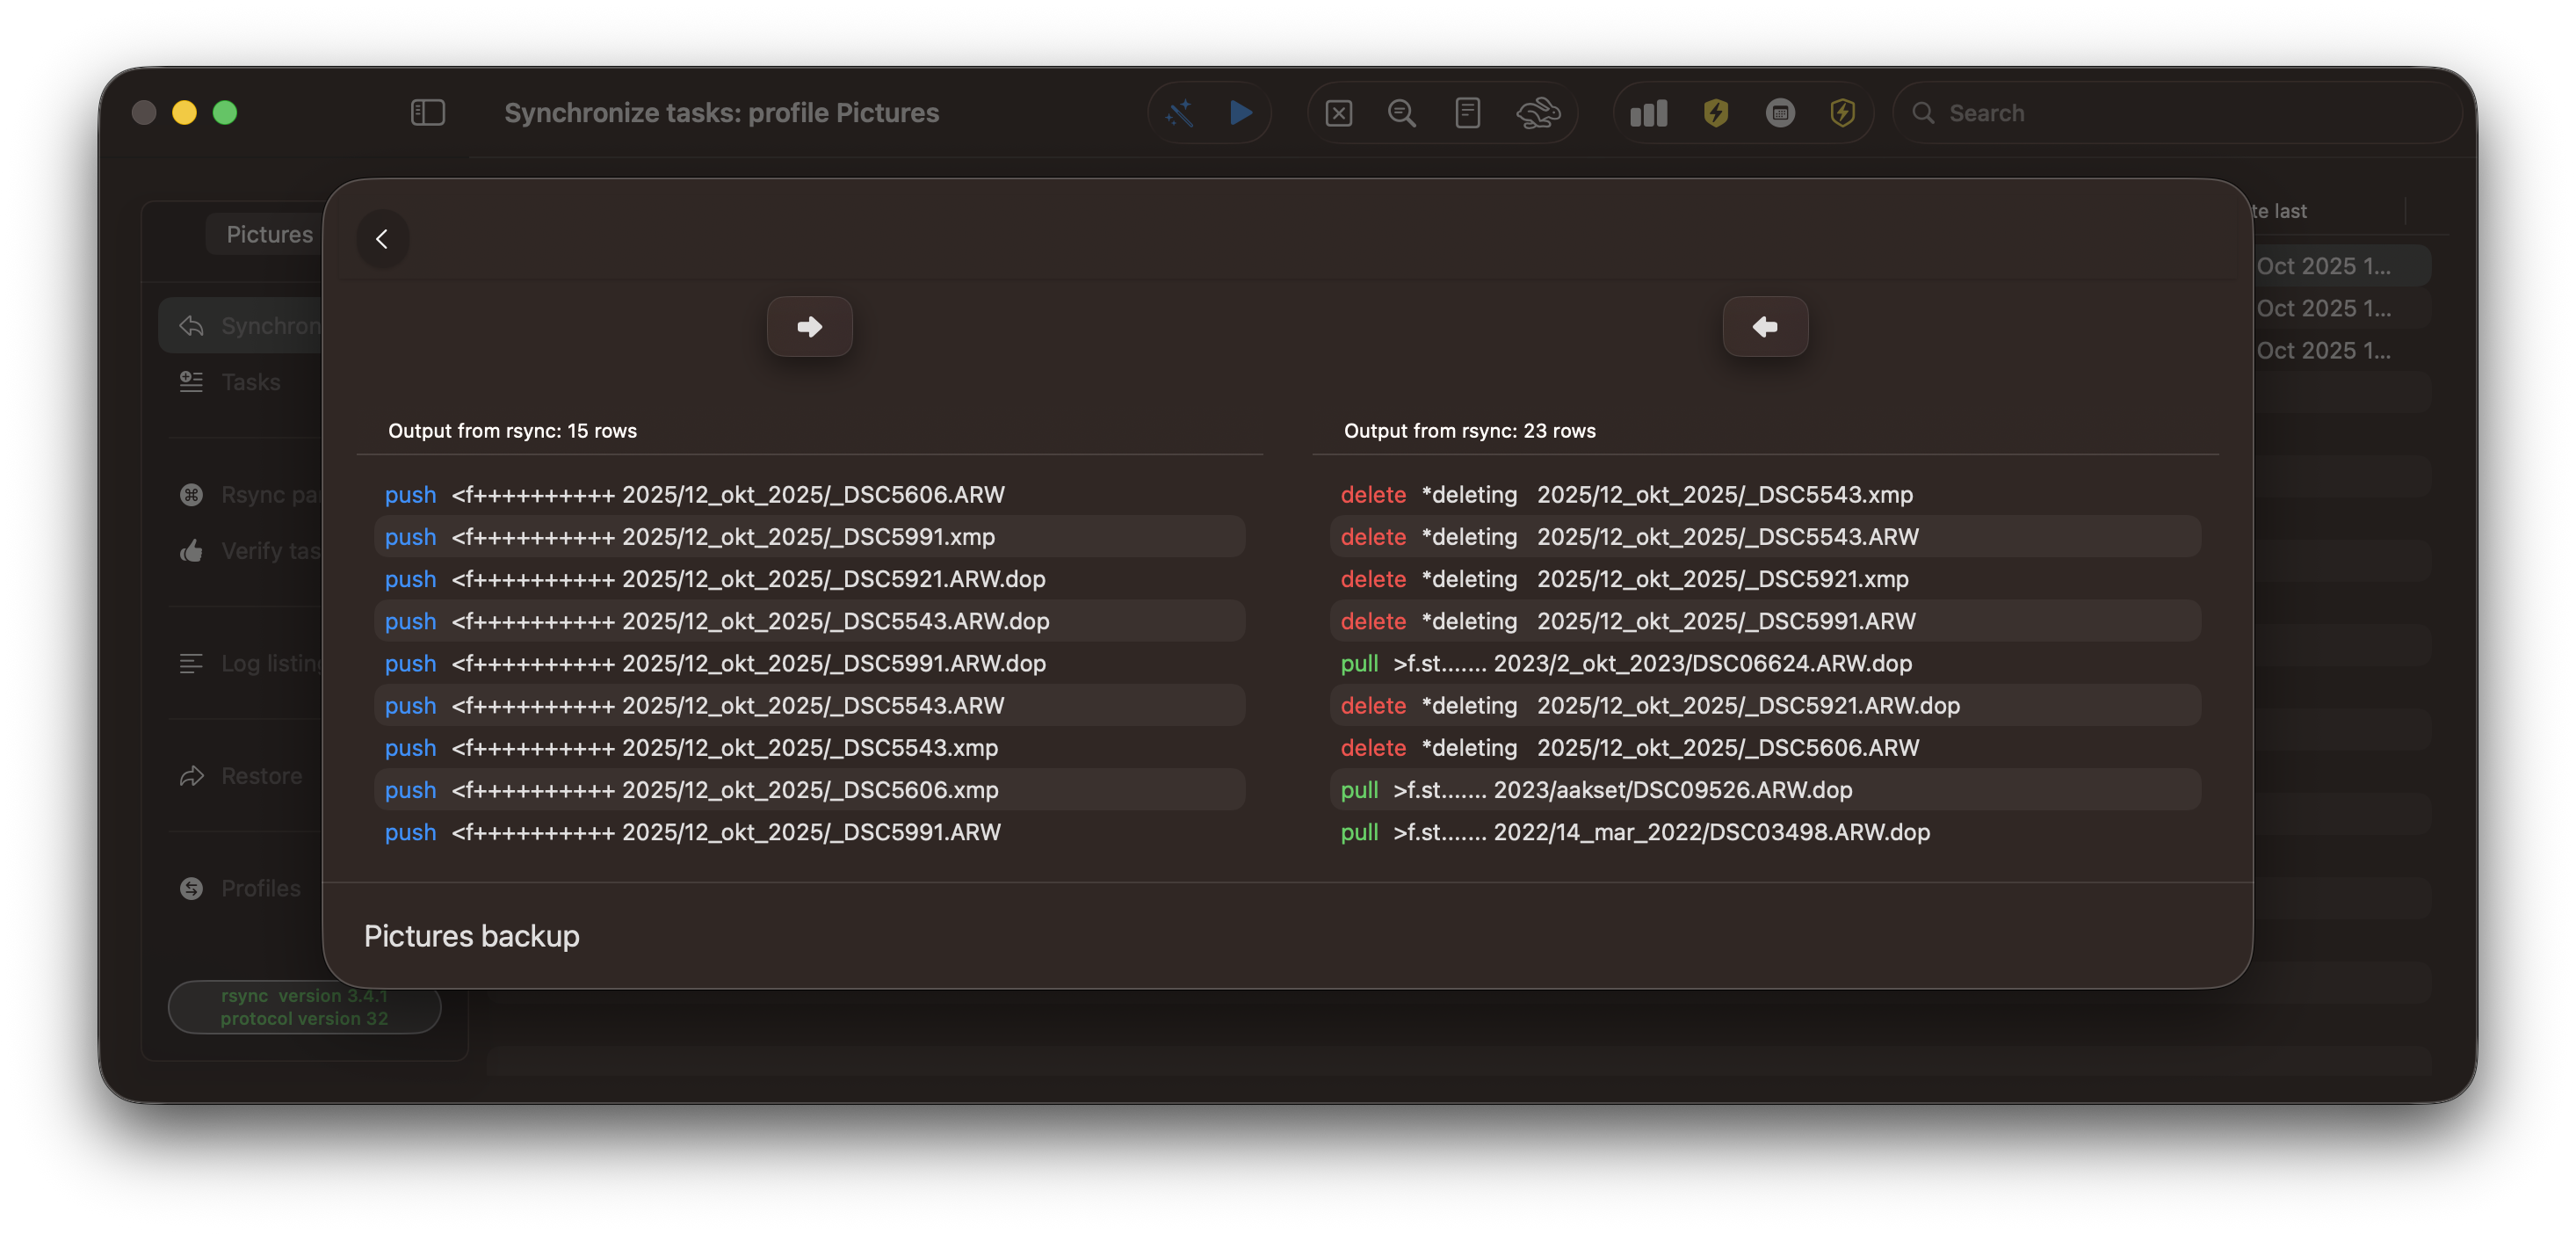 Synchronize tasks: profile Pictures
Search
Pictures
te last
Synchron
Oct 2025 1...
Oct 2025 1...
Oct 2025 1...
Tasks
Rsync pa
Verify tas
Log listing
Restore
Profiles
rsync  version 3.4.1
protocol version 32
Output from rsync: 15 rows
push <f++++++++++ 2025/12_okt_2025/_DSC5606.ARW
push <f++++++++++ 2025/12_okt_2025/_DSC5991.xmp
push <f++++++++++ 2025/12_okt_2025/_DSC5921.ARW.dop
push <f++++++++++ 2025/12_okt_2025/_DSC5543.ARW.dop
push <f++++++++++ 2025/12_okt_2025/_DSC5991.ARW.dop
push <f++++++++++ 2025/12_okt_2025/_DSC5543.ARW
push <f++++++++++ 2025/12_okt_2025/_DSC5543.xmp
push <f++++++++++ 2025/12_okt_2025/_DSC5606.xmp
push <f++++++++++ 2025/12_okt_2025/_DSC5991.ARW
Output from rsync: 23 rows
delete *deleting 2025/12_okt_2025/_DSC5543.xmp
delete *deleting 2025/12_okt_2025/_DSC5543.ARW
delete *deleting 2025/12_okt_2025/_DSC5921.xmp
delete *deleting 2025/12_okt_2025/_DSC5991.ARW
pull >f.st....... 2023/2_okt_2023/DSC06624.ARW.dop
delete *deleting 2025/12_okt_2025/_DSC5921.ARW.dop
delete *deleting 2025/12_okt_2025/_DSC5606.ARW
pull >f.st....... 2023/aakset/DSC09526.ARW.dop
pull >f.st....... 2022/14_mar_2022/DSC03498.ARW.dop
Pictures backup